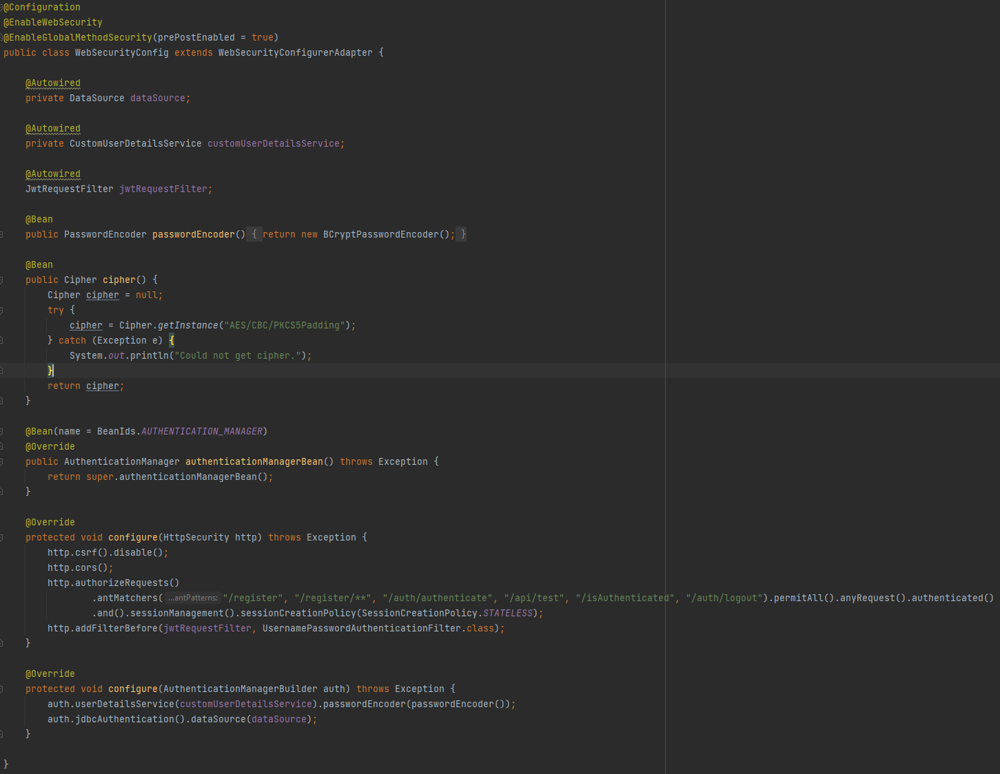 @Configuration
@EnableWebSecurity
@EnableGlobalMethodSecurity(prePostEnabled = true)
public class WebSecurityConfig extends WebSecurityConfigurerAdapter {
@Autowired
private DataSource dataSource;
@Autowired
private CustomUserDetailsService customUserDetailsService;
@Autowired
JwtRequestFilter jwtRequestFilter;
@Bean
public PasswordEncoder passwordEncoder() { return new BCryptPasswordEncoder(); }
@Bean
public Cipher cipher() {
Cipher cipher = null;
try {
cipher = Cipher.getInstance("AES/CBC/PKCS5Padding");
} catch (Exception e) {
System.out.println("Could not get cipher.");
}
return cipher;
}
@Bean(name = BeanIds.AUTHENTICATION_MANAGER)
@Override
public AuthenticationManager authenticationManagerBean() throws Exception {
return super.authenticationManagerBean();
}
@Override
protected void configure(HttpSecurity http) throws Exception {
http.csrf().disable();
http.cors();
http.authorizeRequests()
.antMatchers( ...antPatterns: "/register", "/register/**", "/auth/authenticate", "/api/test", "/isAuthenticated", "/auth/logout").permitAll().anyRequest().authenticated()
.and().sessionManagement().sessionCreationPolicy(SessionCreationPolicy.STATELESS);
http.addFilterBefore(jwtRequestFilter, UsernamePasswordAuthenticationFilter.class);
}
@Override
protected void configure(AuthenticationManagerBuilder auth) throws Exception {
auth.userDetailsService(customUserDetailsService).passwordEncoder(passwordEncoder());
auth.jdbcAuthentication().dataSource(dataSource);
}
}